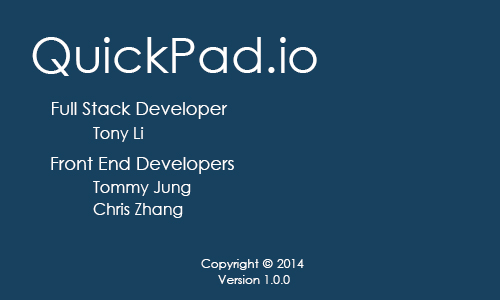 QuickPad.io
Full Stack Developer
Tony Li
Front End Developers
Tommy Jung
Chris Zhang
Copyright © 2014
Version 1.0.0